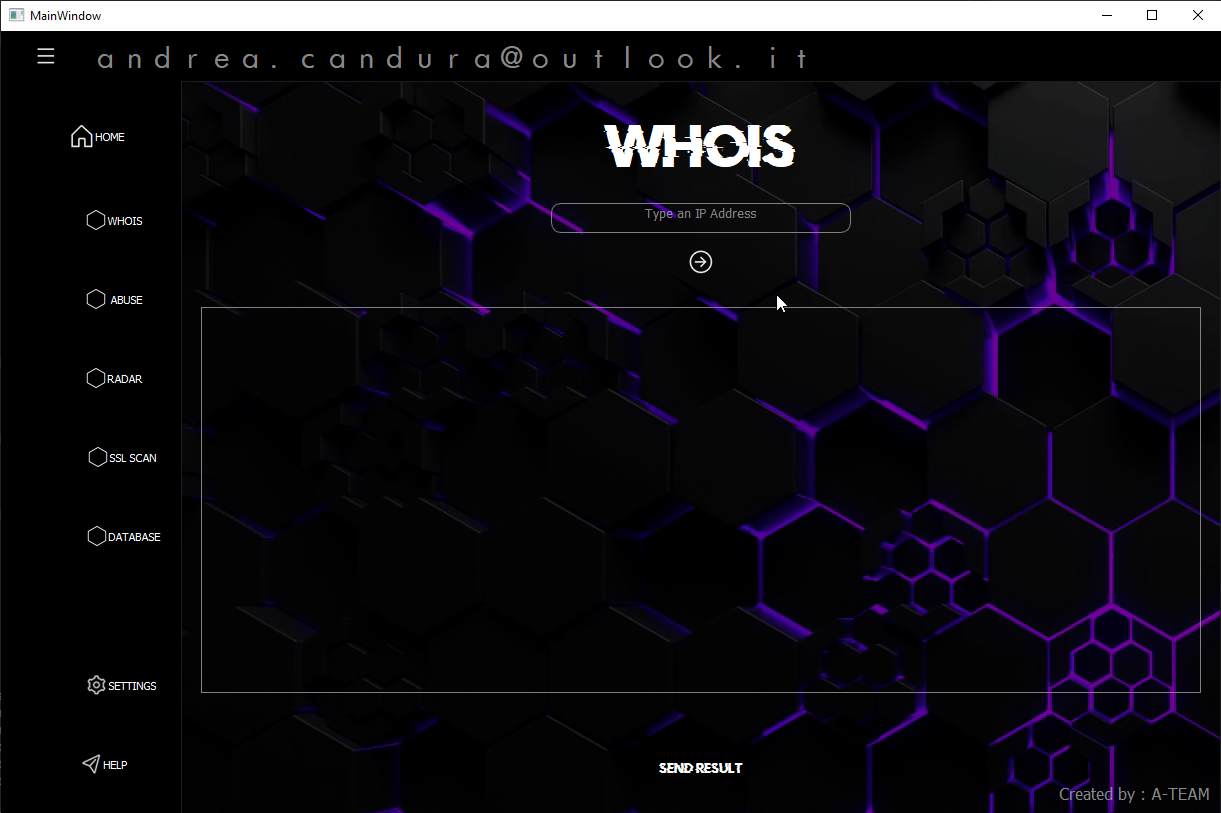 MainWindow
andrea.candura@outlook.it
HOME
WHOIS
ABUSE
RADAR
SSL SCAN
DATABASE
SETTINGS
HELP
WHOIS
Type an IP Address
SEND RESULT
Created by : A-TEAM